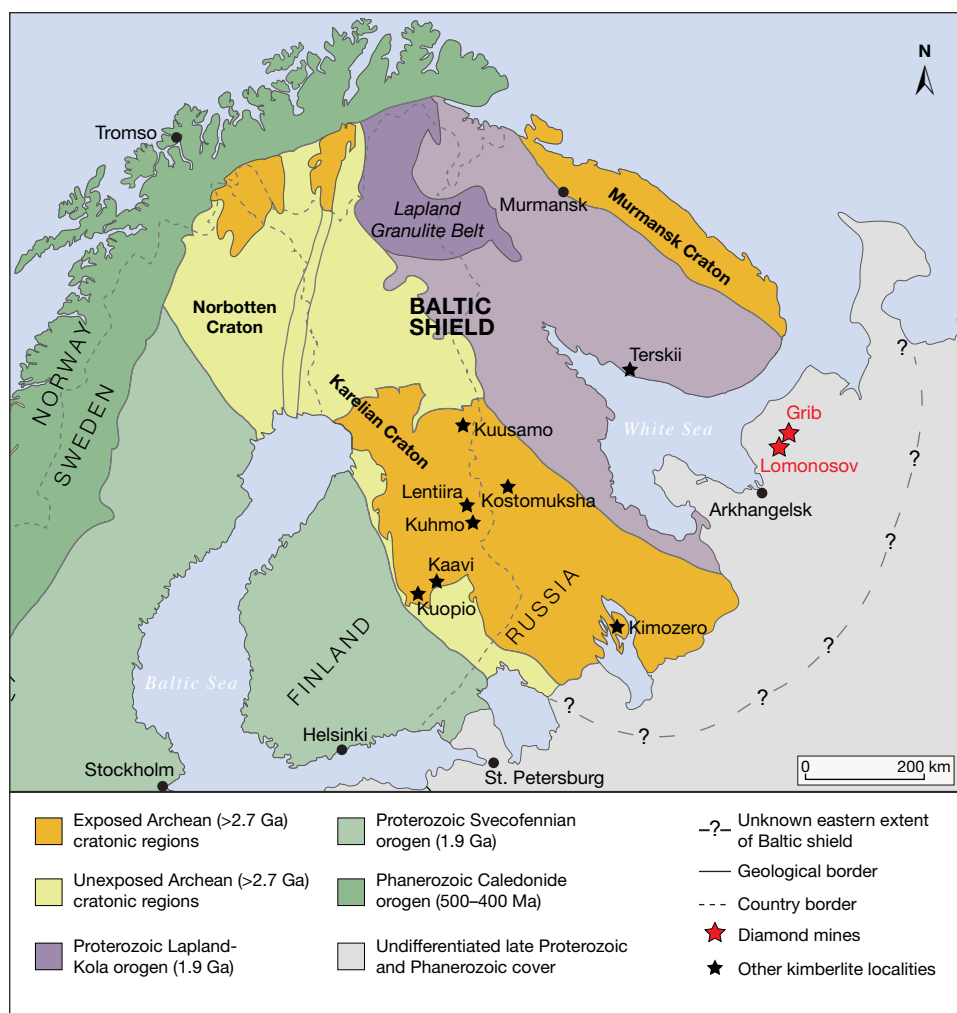 N
Tromso
Murmansk
Lapland
Granulite Belt
Murmansk Craton
Norbotten
Craton
BALTIC
SHIELD
NORWAY
SWEDEN
Terskii
Karelian Craton
Kuusamo
White Sea
Grib
Lomonosov
Lentiira
Kostomuksha
Arkhangelsk
Kuhmo
Kaavi
Kuopio
RUSSIA
Kimozero
FINLAND
Baltic Sea
Helsinki
Stockholm
St. Petersburg
?
?
?
?
?
?
0 200 km
Exposed Archean (>2.7 Ga)
cratonic regions
Unexposed Archean (>2.7 Ga)
cratonic regions
Proterozoic Lapland-
Kola orogen (1.9 Ga)
Proterozoic Svecofennian
orogen (1.9 Ga)
Phanerozoic Caledonide
orogen (500–400 Ma)
Undifferentiated late Proterozoic
and Phanerozoic cover
–?– Unknown eastern extent
of Baltic shield
Geological border
Country border
Diamond mines
Other kimberlite localities